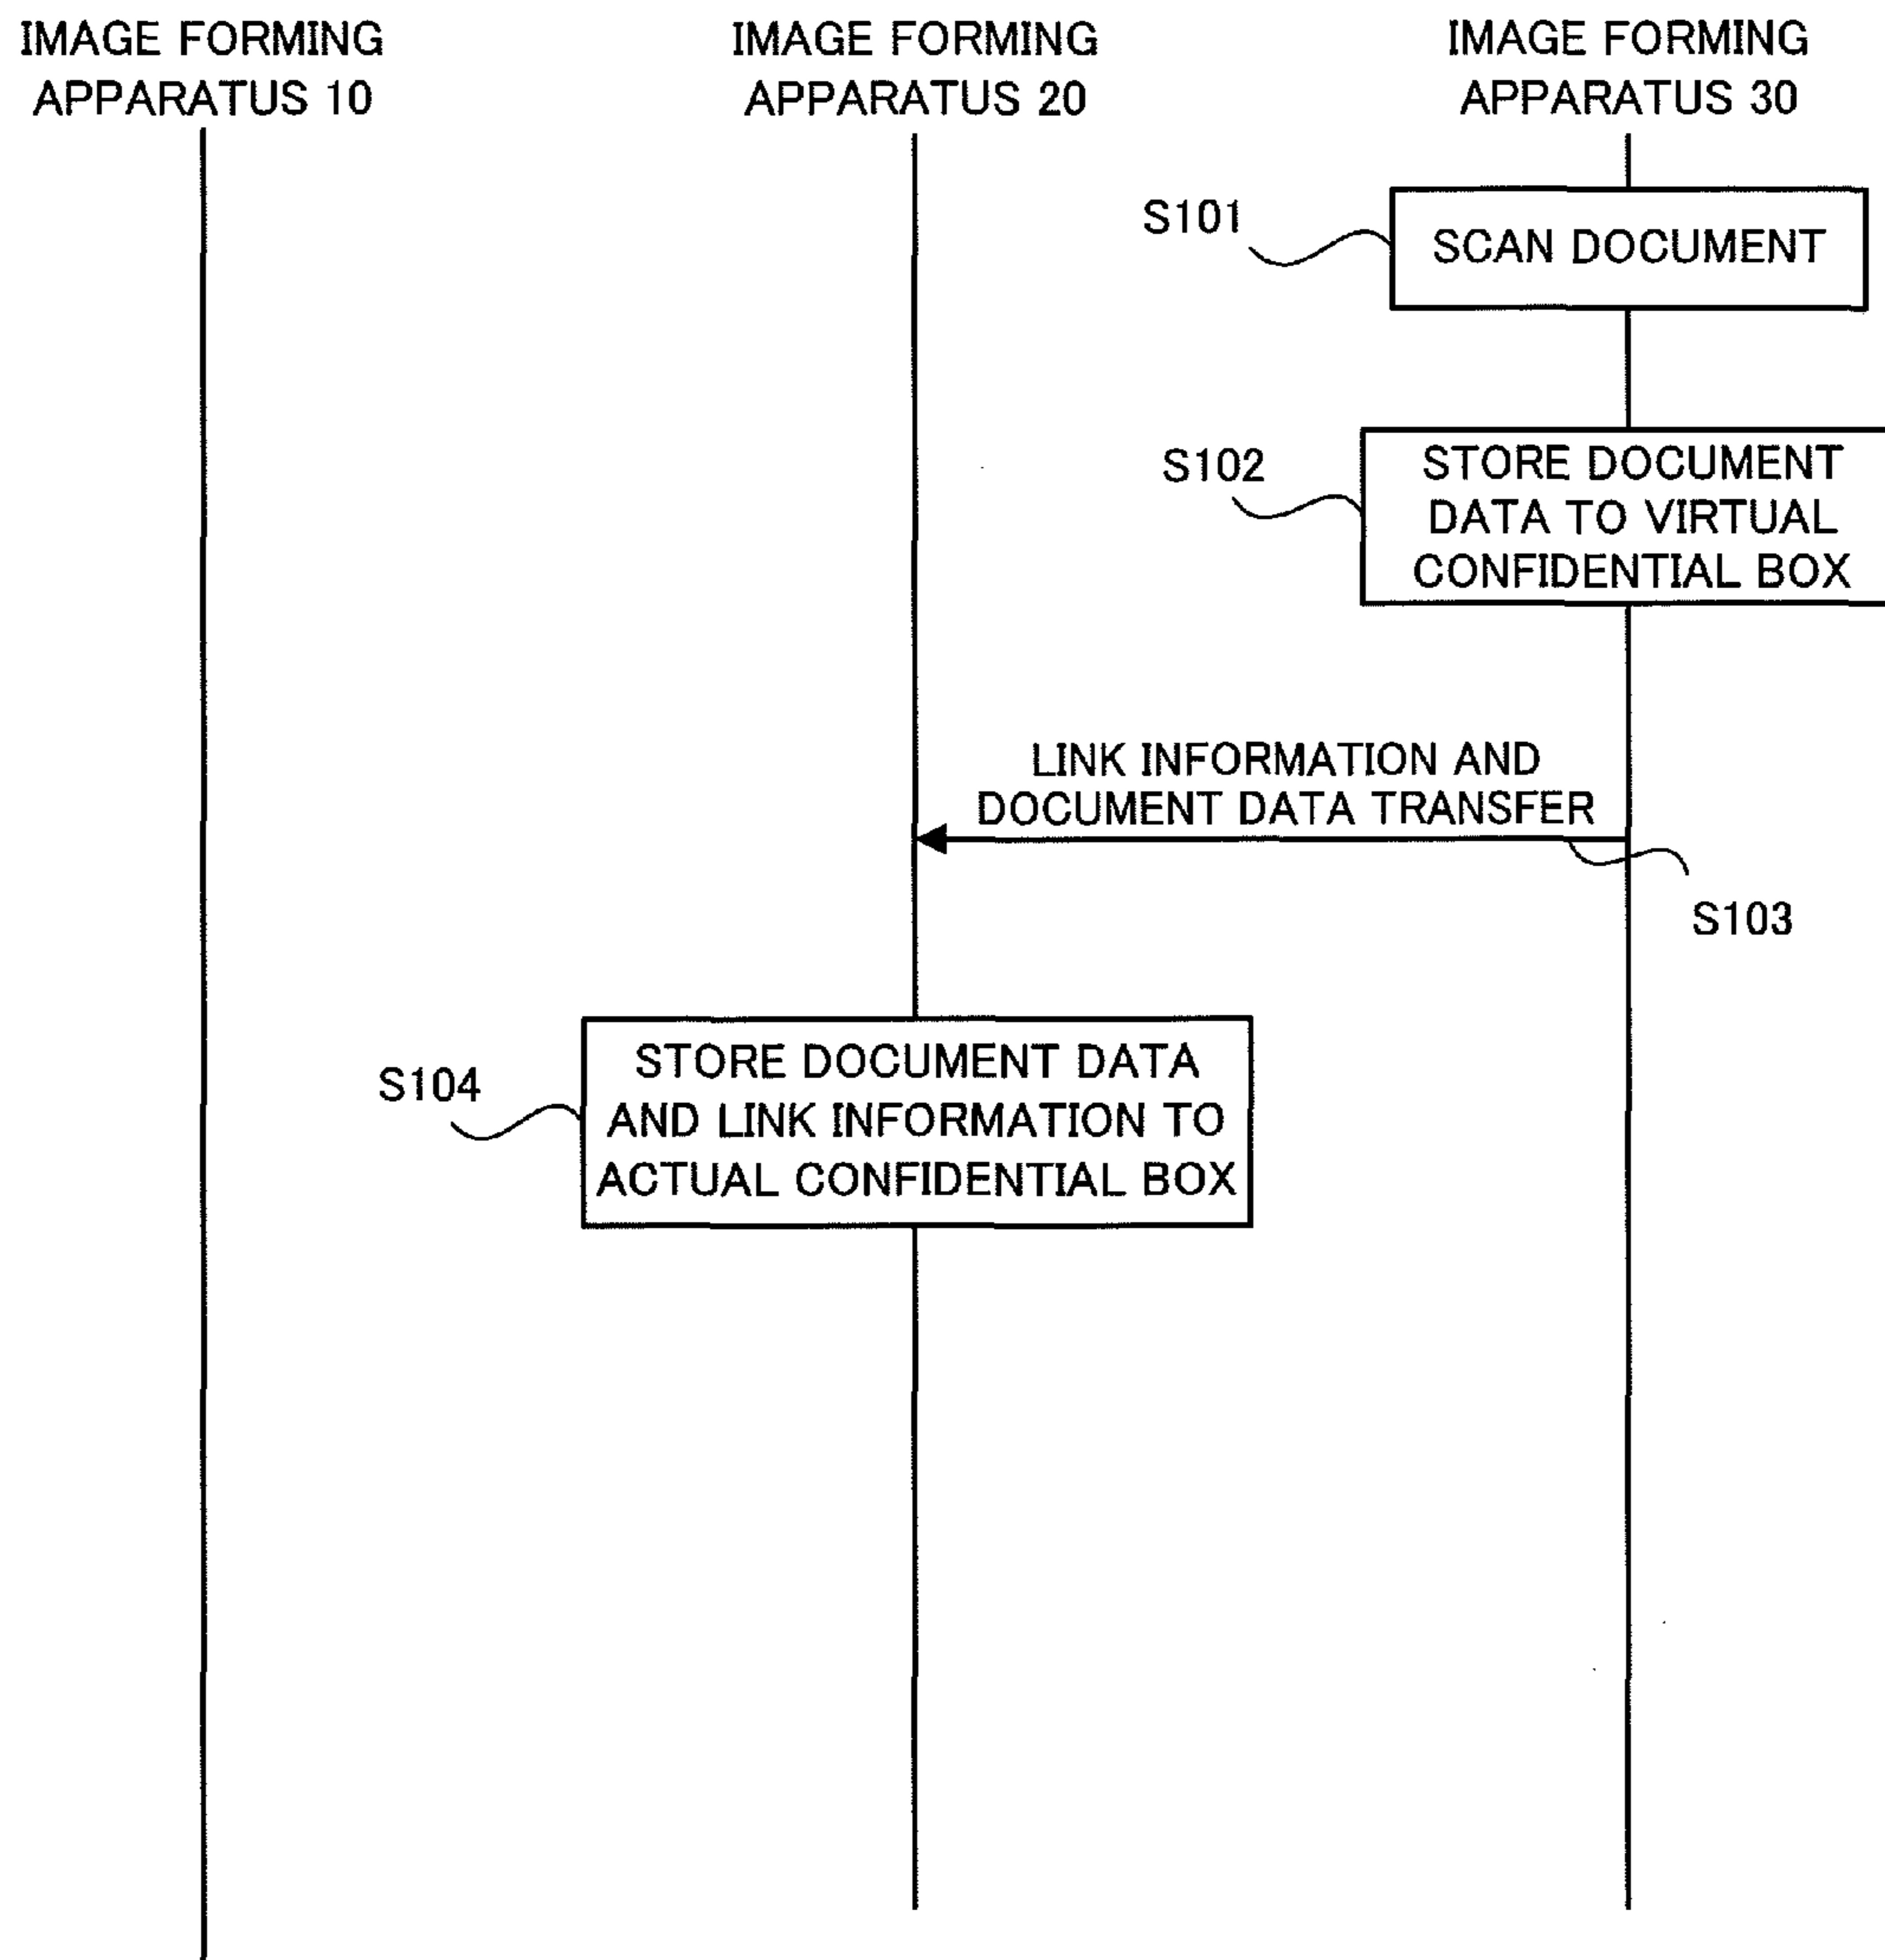 IMAGE FORMING
APPARATUS 10
IMAGE FORMING
APPARATUS 20
IMAGE FORMING
APPARATUS 30
S101
SCAN DOCUMENT
S102
STORE DOCUMENT
DATA TO VIRTUAL
CONFIDENTIAL BOX
LINK INFORMATION AND
DOCUMENT DATA TRANSFER
S103
S104
STORE DOCUMENT DATA
AND LINK INFORMATION TO
ACTUAL CONFIDENTIAL BOX